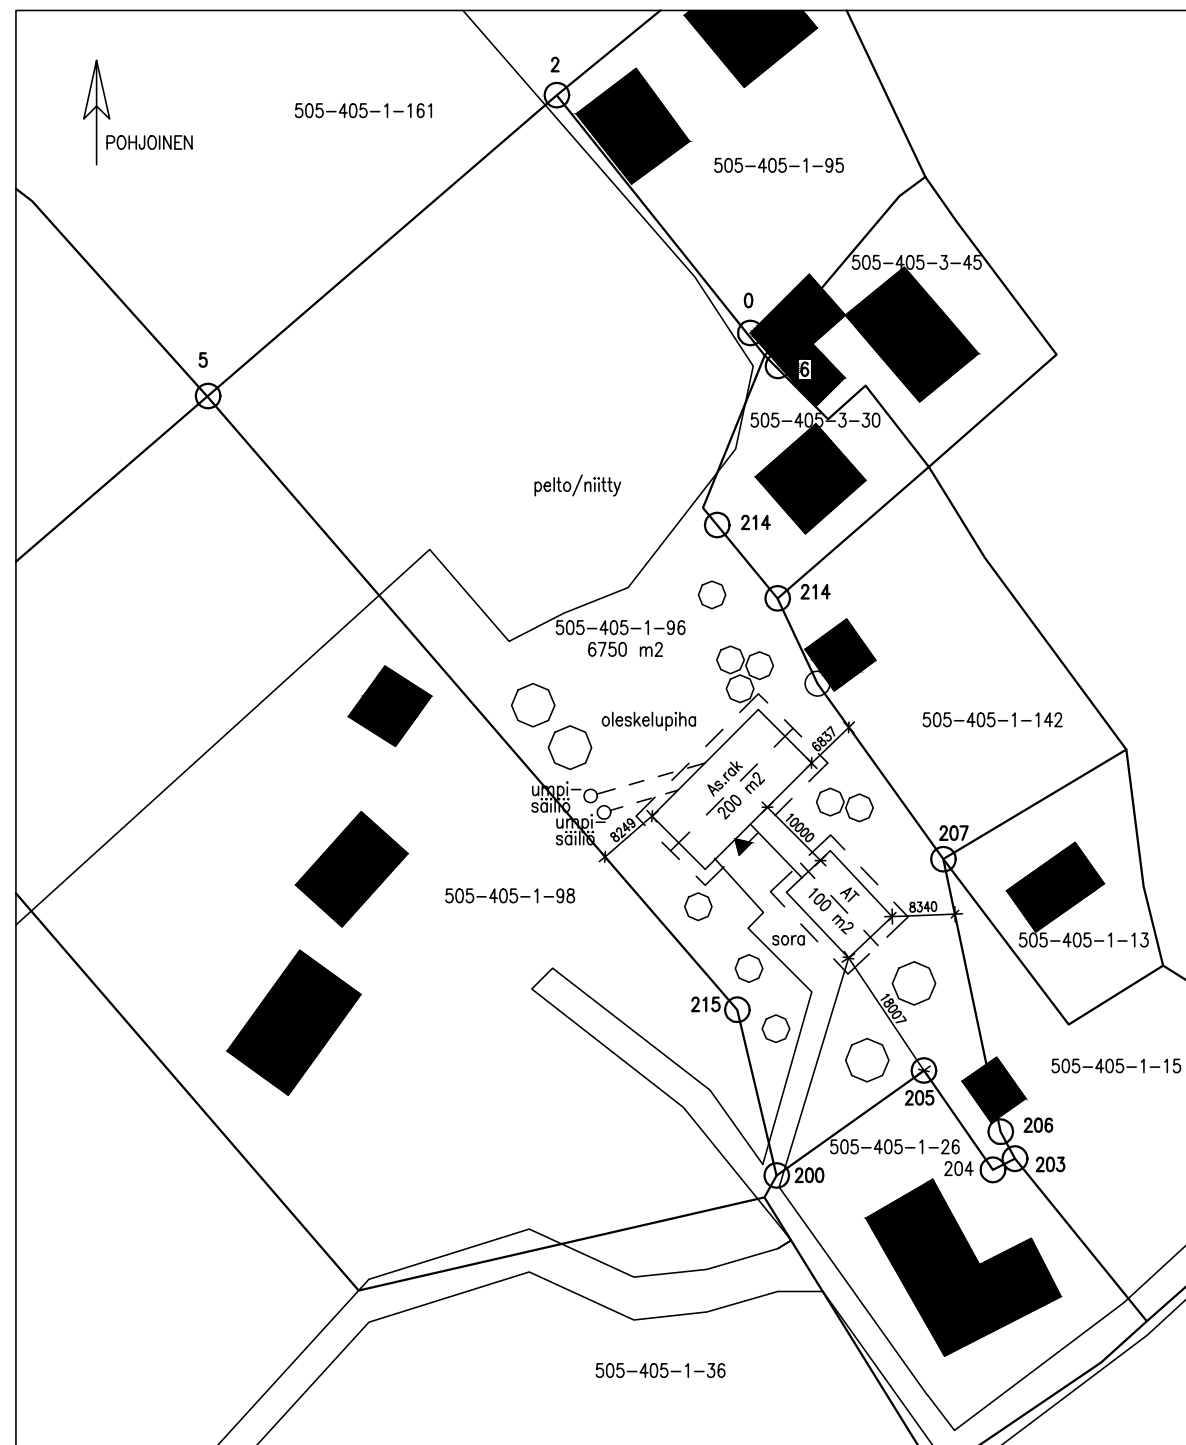 2
505-405-1-161
POHJOINEN
505-405-1-95
505-405-3-45
0
5
6
505-405-3-30
pelto/niitty
214
214
505-405-1-96
6750 m2
oleskelupiha
505-405-1-142
6837
As.rak
200 m2
umpi-
säiliö
umpi-
säiliö
8249
10000
207
505-405-1-98
AT
100 m2
8340
sora
505-405-1-13
215
18007
505-405-1-15
205
206
505-405-1-26
204
203
200
505-405-1-36